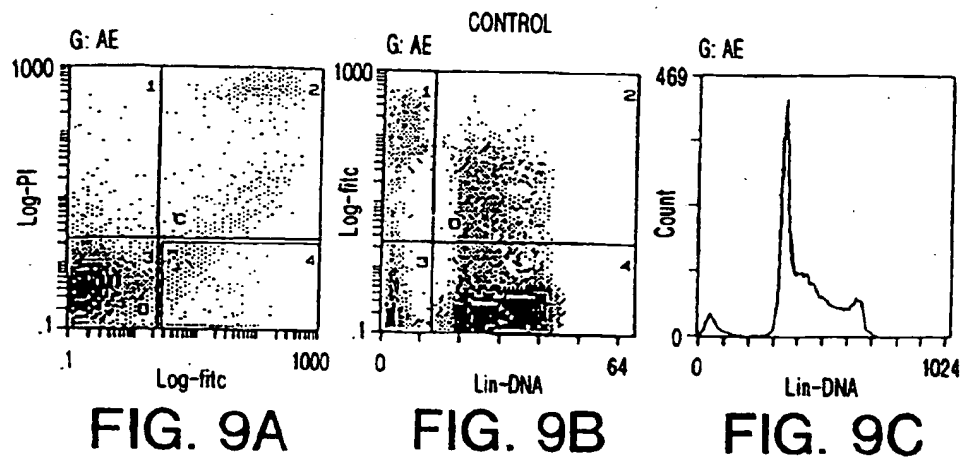 CONTROL
G: AE
1000
1
2
C
3
4
D
.1
.1
1000
Log-PI
Log-fitc
FIG. 9A
G: AE
1000
1
2
D
3
4
.1
0
64
Log-fitc
Lin-DNA
FIG. 9B
G: AE
469
0
0
1024
Count
Lin-DNA
FIG. 9C